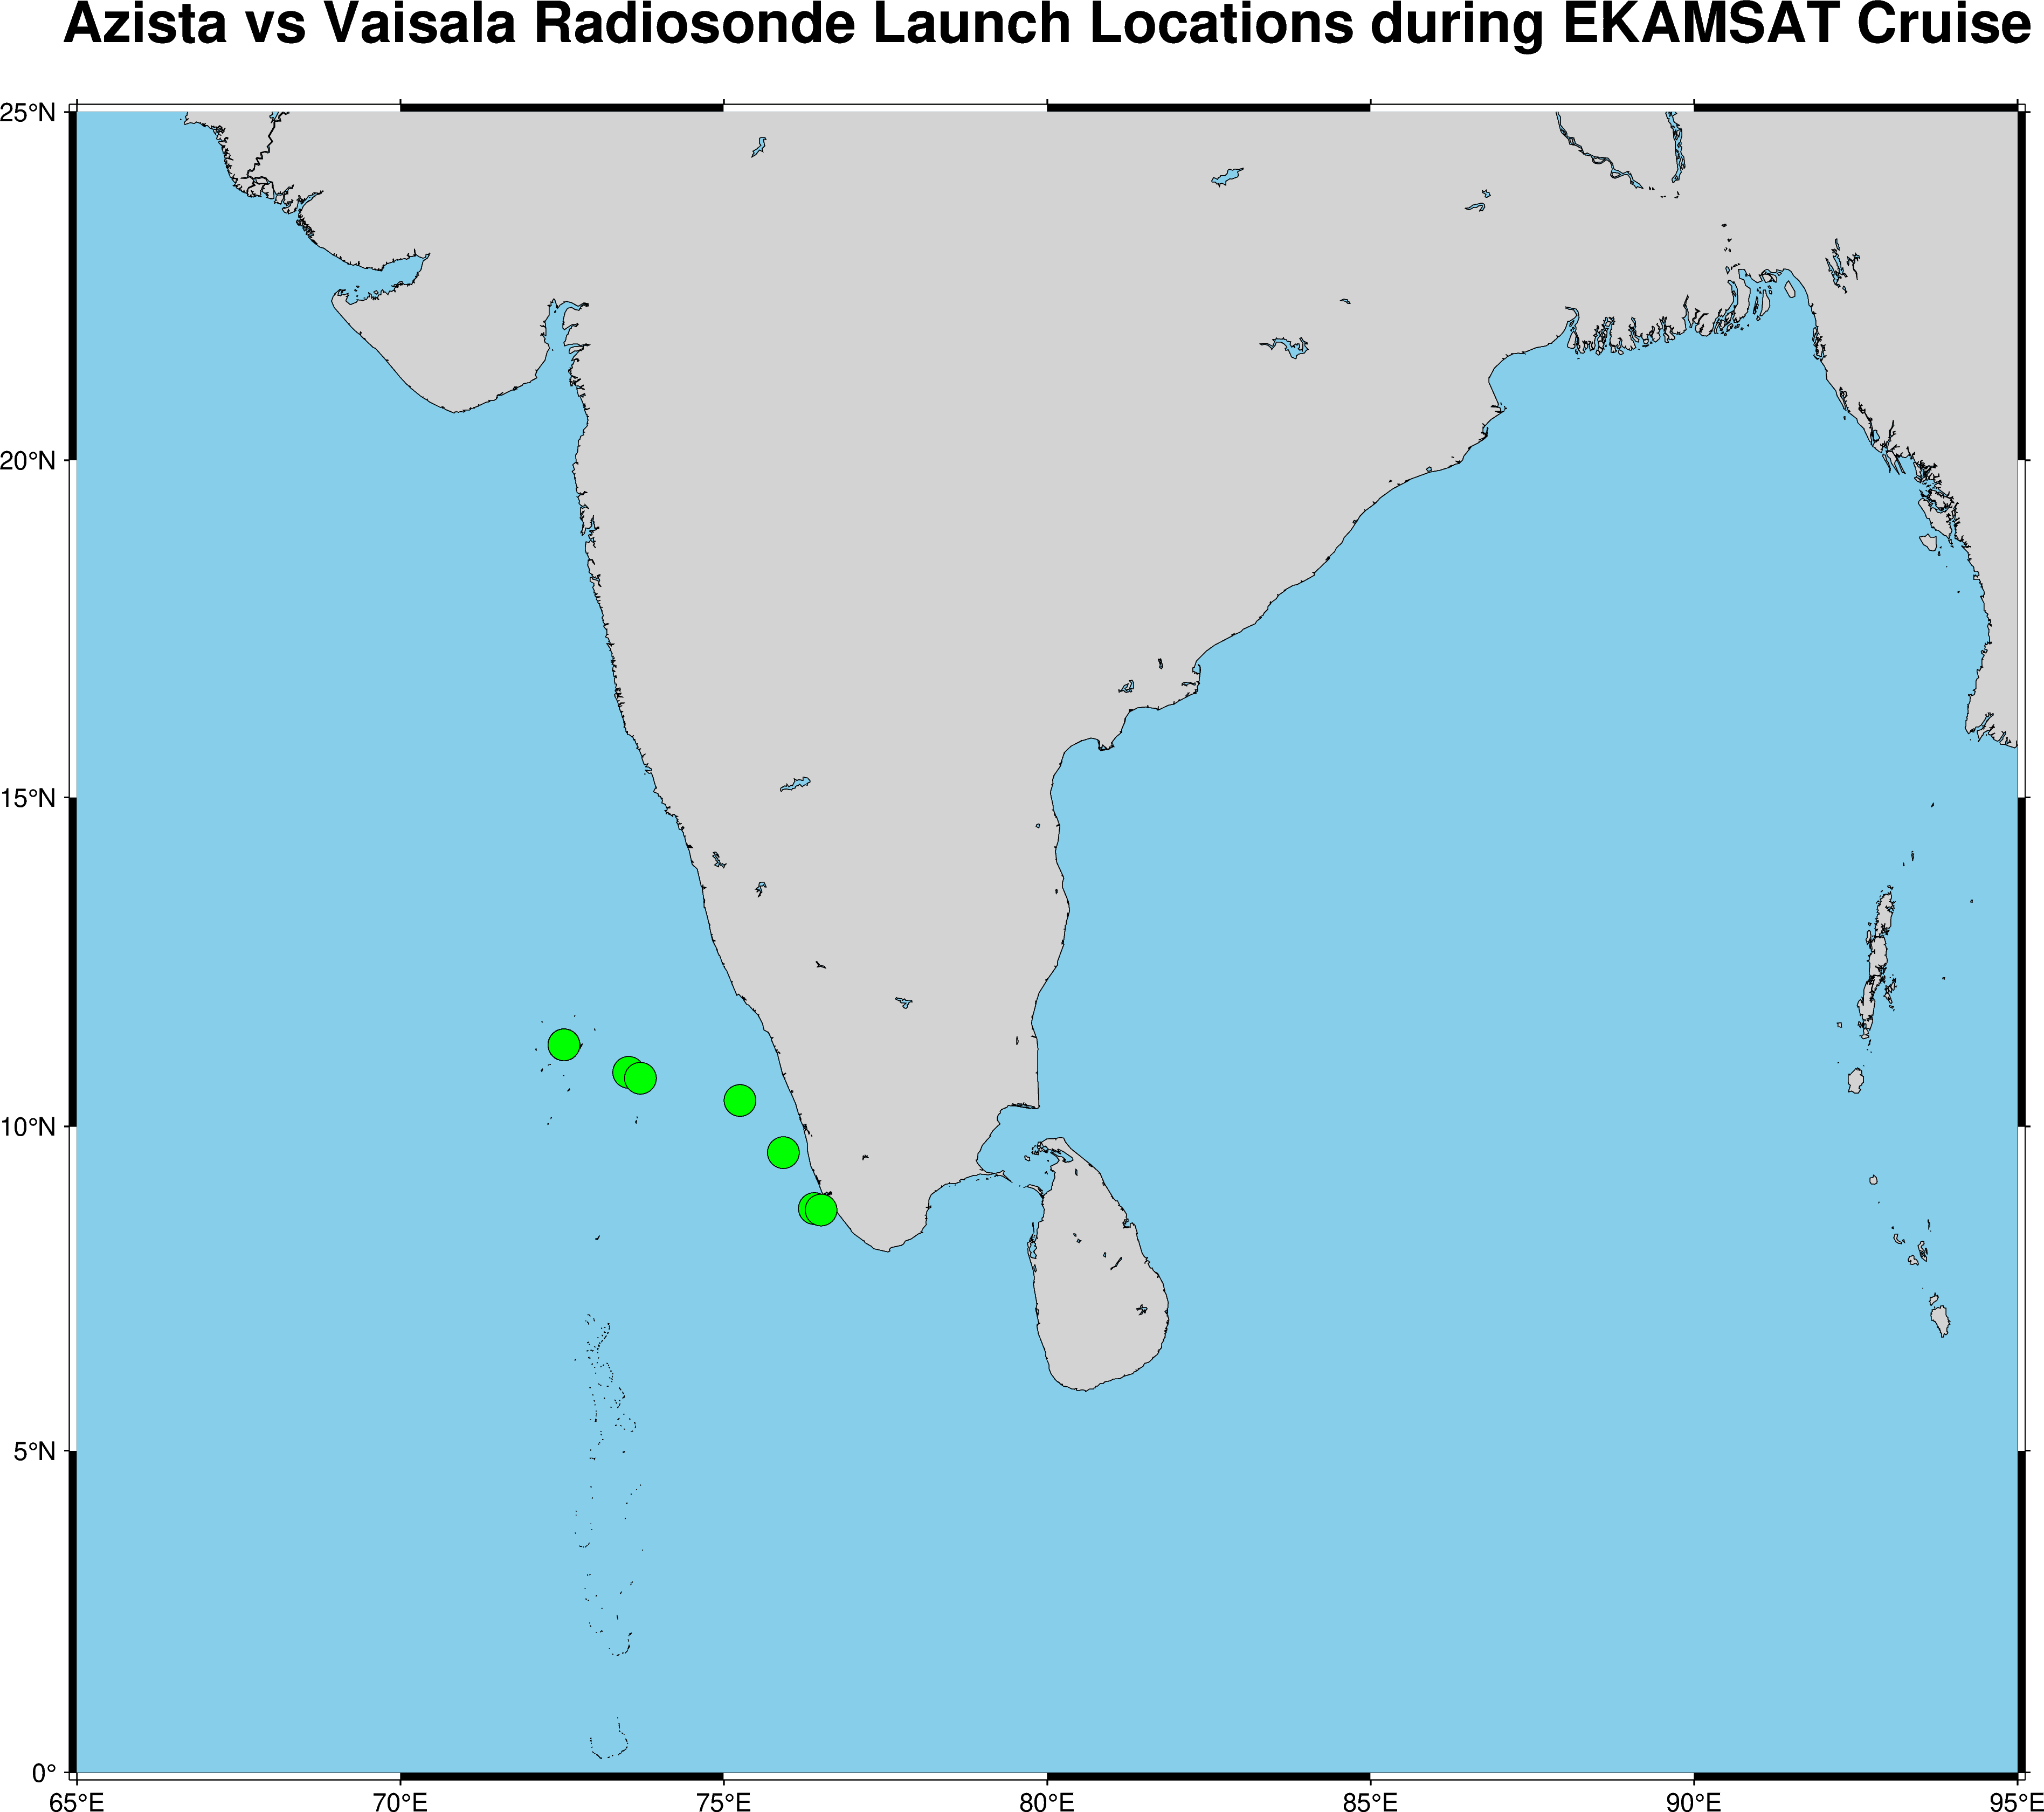 Azista vs Vaisala Radiosonde Launch Locations during EKAMSAT Cruise
25°N
20°N
15°N
10°N
5°N
0°
65°E 70°E 75°E 80°E 85°E 90°E 95°E